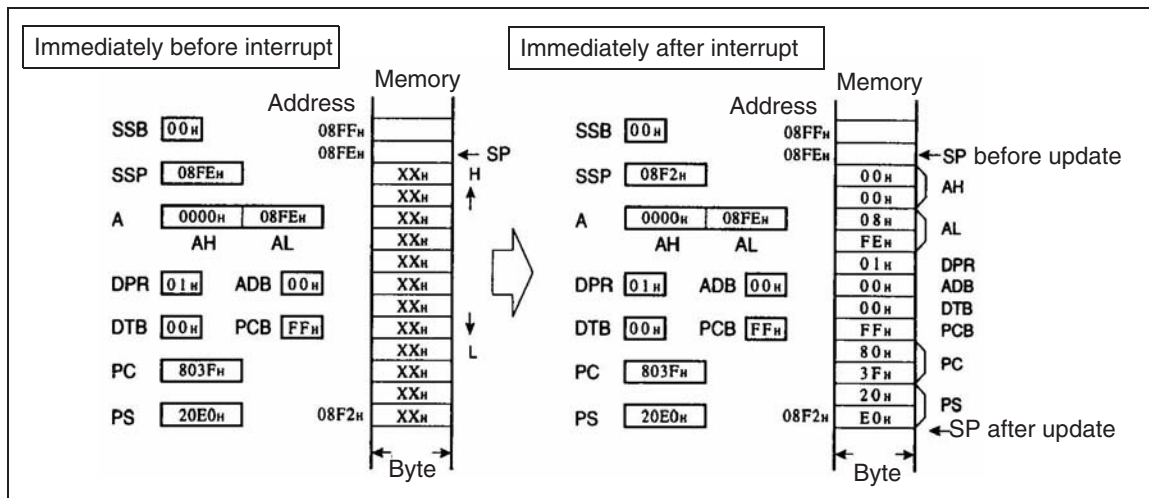 Immediately before interrupt
Memory
Address
SSB 00H 08FFH
08FEH ← SP
SSP 08FEH XXH H
XXH ↑
A 0000H 08FEH XXH
AH AL XXH
XXH
DPR 01H ADB 00H XXH
XXH ↓
DTB 00H PCB FFH XXH L
XXH
PC 803FH XXH
XXH
PS 20E0H 08F2H XXH
Byte
Immediately after interrupt
Memory
Address
SSB 00H 08FFH
08FEH ← SP before update
SSP 08F2H 00H
00H AH
A 0000H 08FEH 08H
AH AL FEH AL
01H DPR
DPR 01H ADB 00H 00H ADB
00H DTB
DTB 00H PCB FFH FFH PCB
80H
PC 803FH 3FH PC
20H
PS 20E0H 08F2H E0H PS
← SP after update
Byte